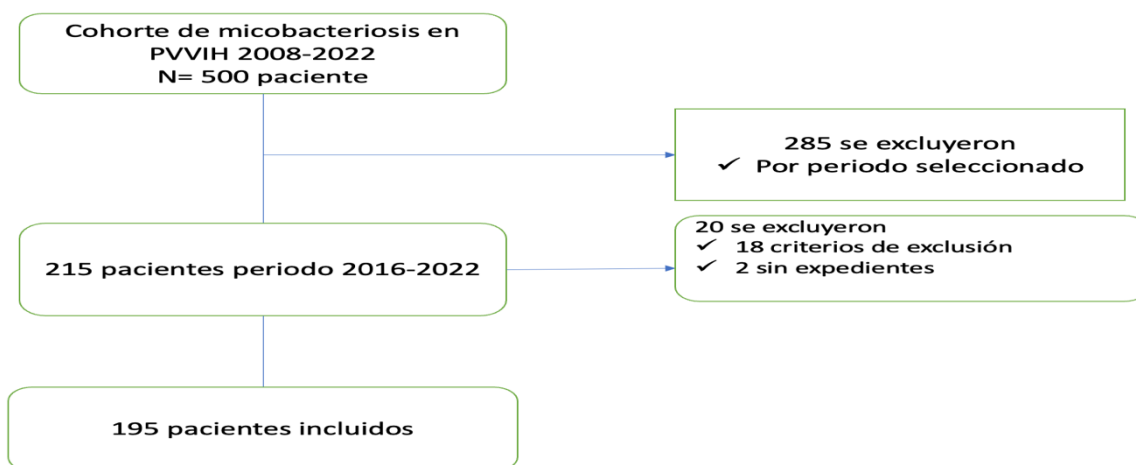 Cohorte de micobacteriosis en
PVVIH 2008-2022
N= 500 paciente
285 se excluyeron
✓ Por periodo seleccionado
215 pacientes periodo 2016-2022
20 se excluyeron
✓ 18 criterios de exclusión
✓ 2 sin expedientes
195 pacientes incluidos